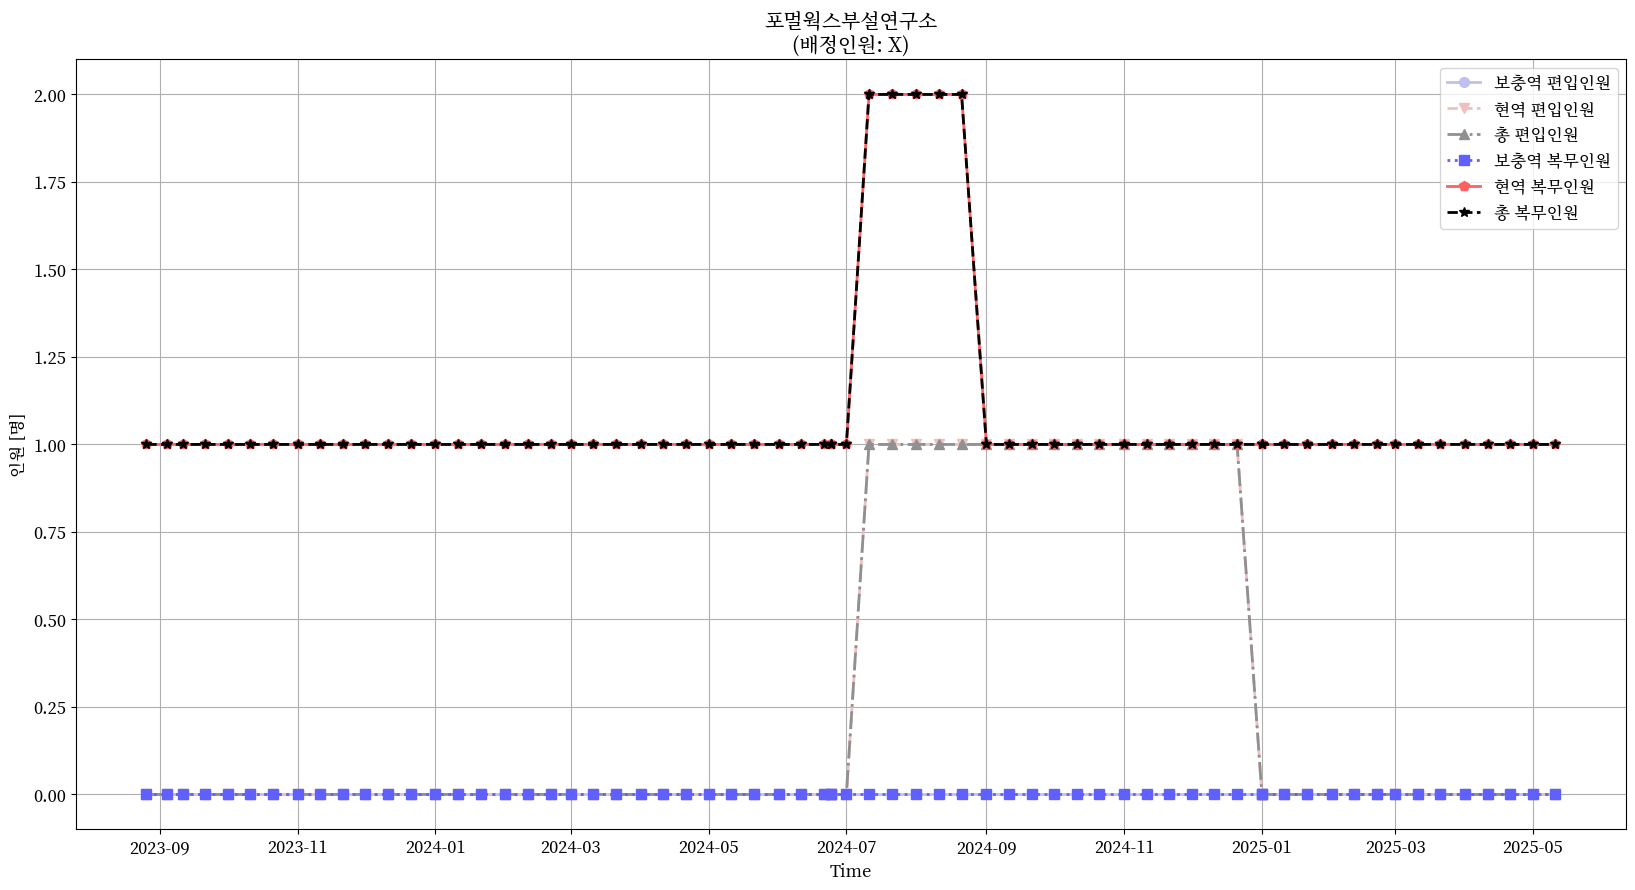 포멀웍스부설연구소
(배정인원: X)
보충역 편입인원
현역 편입인원
총 편입인원
보충역 복무인원
현역 복무인원
총 복무인원
인원 [명]
2.00
1.75
1.50
1.25
1.00
0.75
0.50
0.25
0.00
2023-09
2023-11
2024-01
2024-03
2024-05
2024-07
2024-09
2024-11
2025-01
2025-03
2025-05
Time